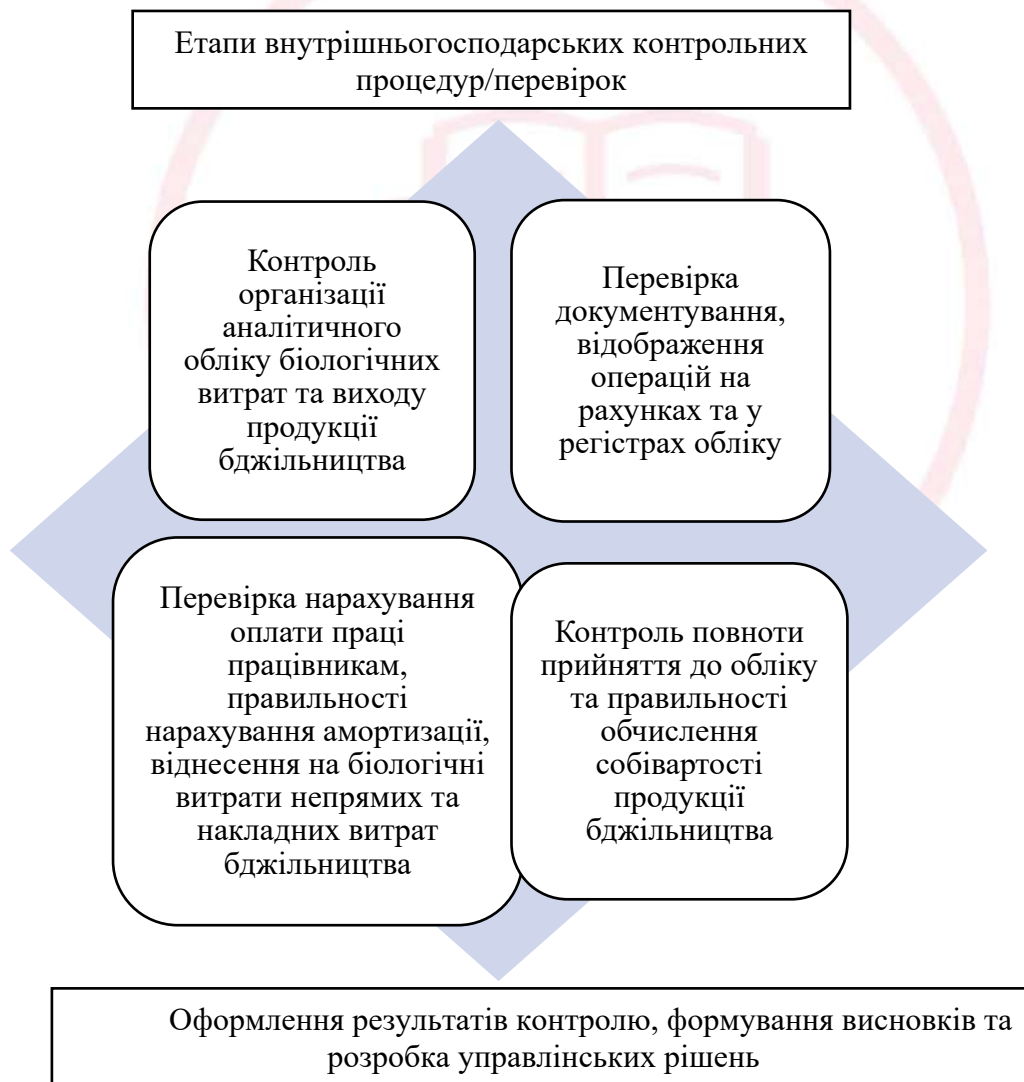 Етапи внутрішньогосподарських контрольних
процедур/перевірок
Контроль
організації
аналітичного
обліку біологічних
витрат та виходу
продукції
бджільництва
Перевірка
документування,
відображення
операцій на
рахунках та у
регістрах обліку
Перевірка нарахування
оплати праці
працівникам,
правильності
нарахування амортизації,
віднесення на біологічні
витрати непрямих та
накладних витрат
бджільництва
Контроль повноти
прийняття до обліку
та правильності
обчислення
собівартості
продукції
бджільництва
Оформлення результатів контролю, формування висновків та
розробка управлінських рішень